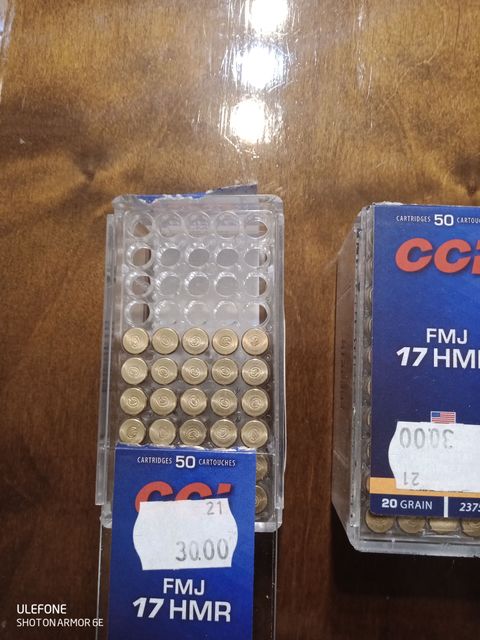 CARTRIDGES 50 CARTOUCHES
CCI
21
30.00
FMJ
17 HMR
CARTRIDGES 50
CCI
FMJ
17
30.00
21
20 GRAIN
ULEFONE
SHOT ON ARMOR 6E